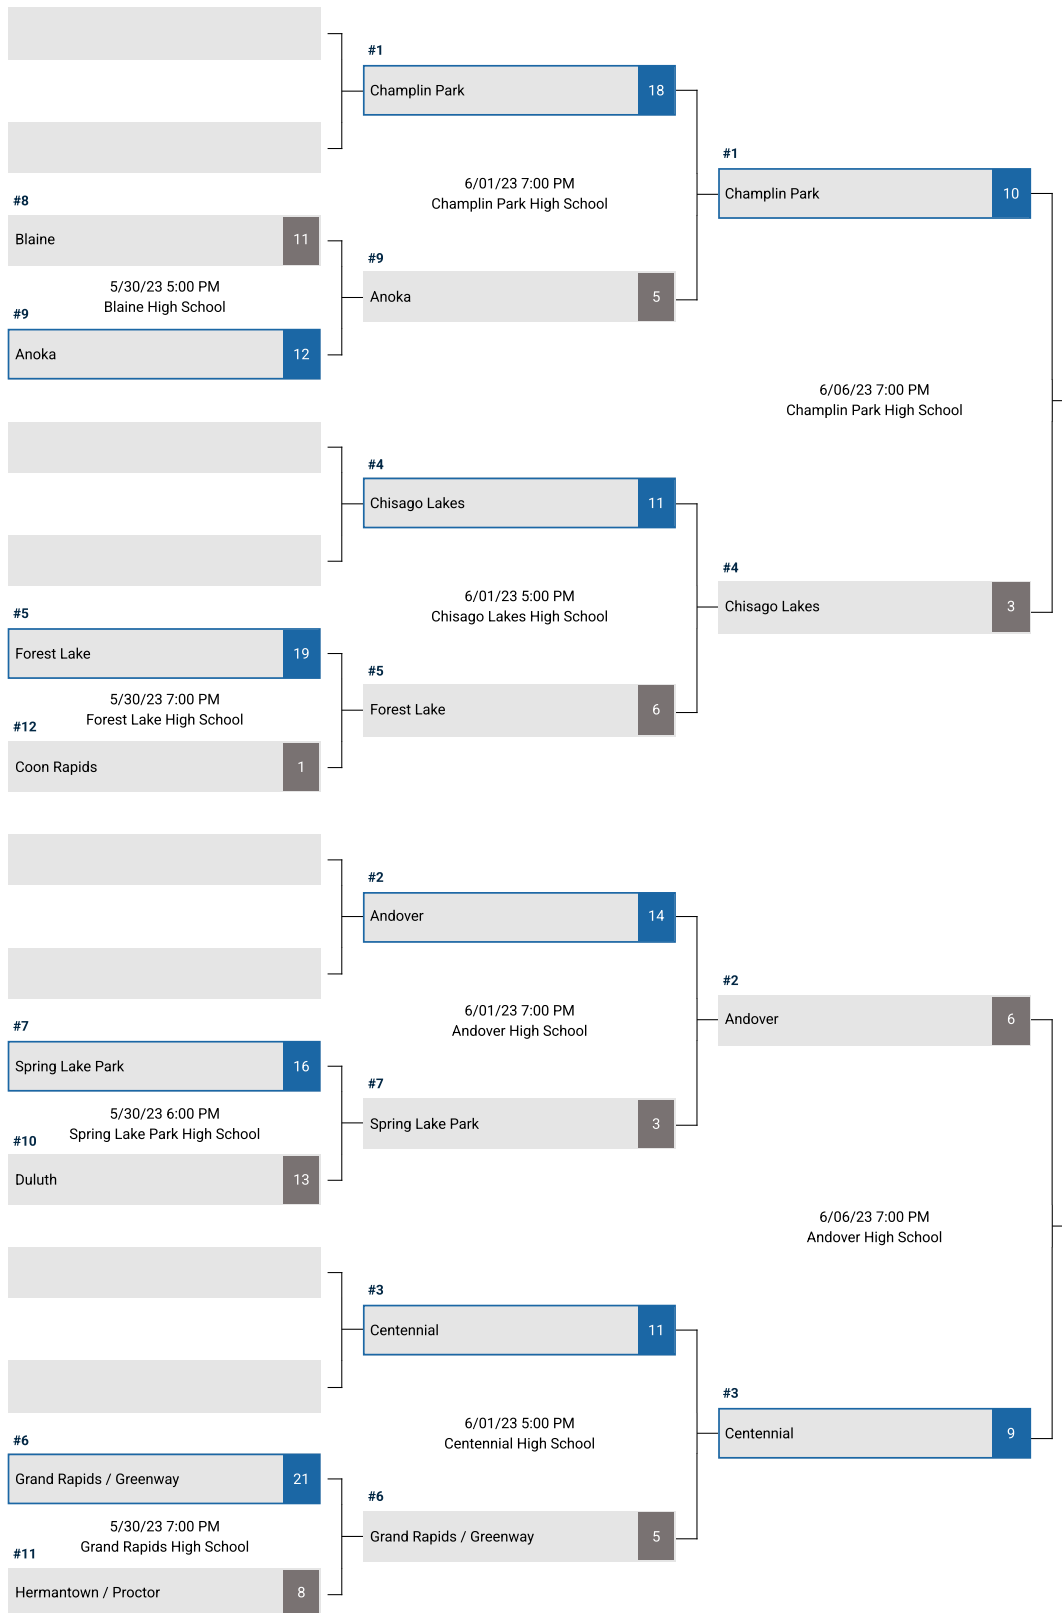 #1
Champlin Park 18
6/01/23 7:00 PM
Champlin Park High School
#1
Champlin Park 10
#8
Blaine 11
5/30/23 5:00 PM
Blaine High School
#9
Anoka 12
#9
Anoka 5
6/06/23 7:00 PM
Champlin Park High School
#4
Chisago Lakes 11
6/01/23 5:00 PM
Chisago Lakes High School
#4
Chisago Lakes 3
#5
Forest Lake 19
5/30/23 7:00 PM
Forest Lake High School
#12
Coon Rapids 1
#5
Forest Lake 6
#2
Andover 14
6/01/23 7:00 PM
Andover High School
#2
Andover 6
#7
Spring Lake Park 16
5/30/23 6:00 PM
Spring Lake Park High School
#10
Duluth 13
#7
Spring Lake Park 3
6/06/23 7:00 PM
Andover High School
#3
Centennial 11
6/01/23 5:00 PM
Centennial High School
#3
Centennial 9
#6
Grand Rapids / Greenway 21
5/30/23 7:00 PM
Grand Rapids High School
#11
Hermantown / Proctor 8
#6
Grand Rapids / Greenway 5